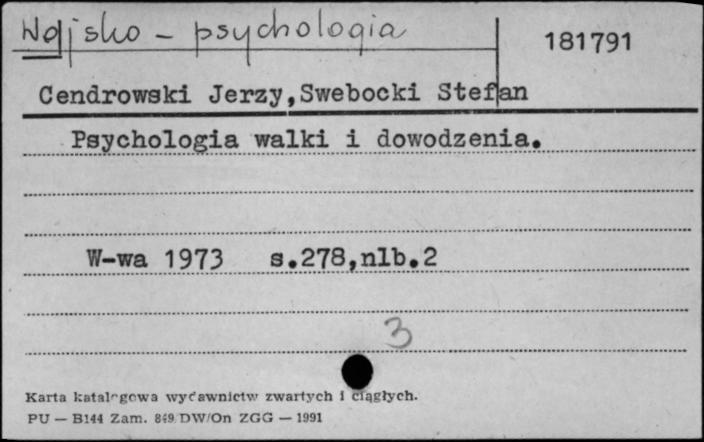 Wojsko - psychologia
181791
Cendrowski Jerzy,Swebocki Stefan
Psychologia walki i dowodzenia.
W-wa 1973 s.278,nlb.2
3
Karta katalogowa wydawnictw zwartych i ciągłych.
PU — B144 Zam. 849/DW/On ZGG — 1991